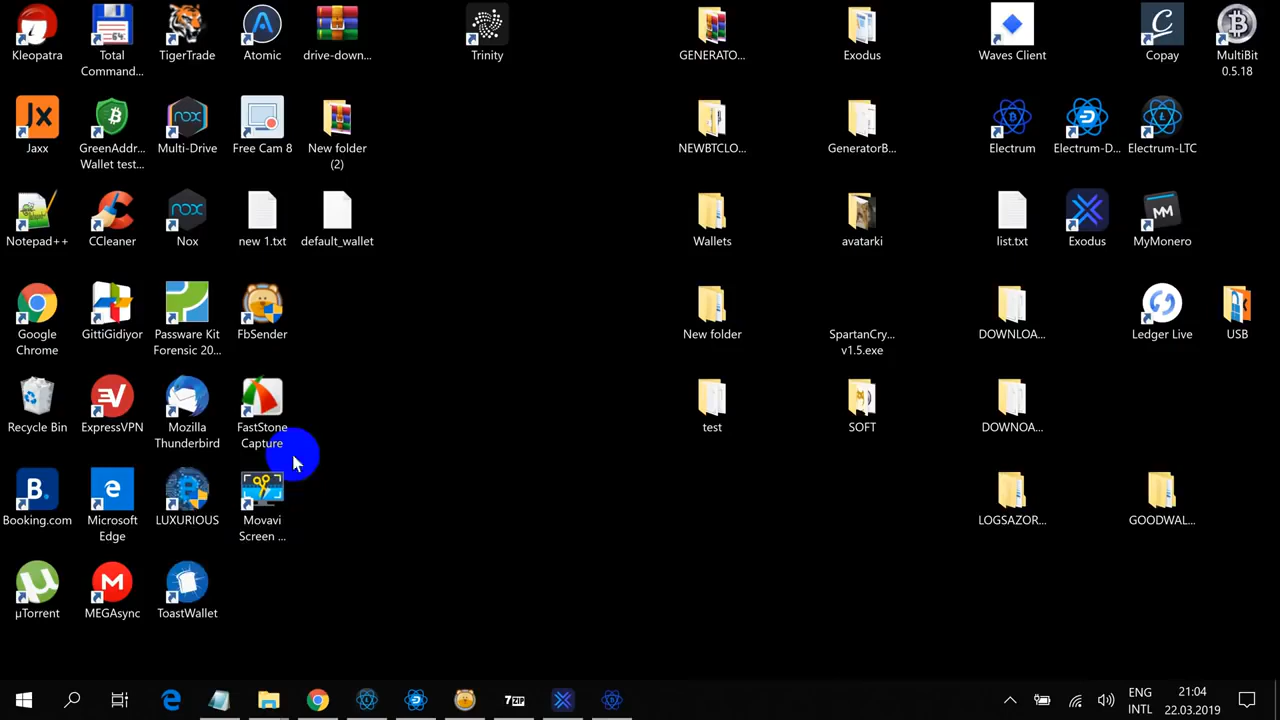 Kleopatra
Total
Command...
TigerTrade
Atomic
drive-down...
Trinity
GENERATO...
Exodus
Waves Client
Copay
MultiBit
0.5.18
Jaxx
GreenAddr...
Wallet test...
Multi-Drive
Free Cam 8
New folder
(2)
NEWBTCLO...
GeneratorB...
Electrum
Electrum-D...
Electrum-LTC
Notepad++
CCleaner
Nox
new 1.txt
default_wallet
Wallets
avatarki
list.txt
Exodus
MyMonero
Google
Chrome
GittiGidiyor
Passware Kit
Forensic 20...
FbSender
New folder
SpartanCry...
v1.5.exe
DOWNLOA...
Ledger Live
USB
Recycle Bin
ExpressVPN
Mozilla
Thunderbird
FastStone
Capture
test
SOFT
DOWNOA...
Booking.com
Microsoft
Edge
LUXURIOUS
Movavi
Screen ...
LOGSAZOR...
GOODWAL...
µTorrent
MEGAsync
ToastWallet
7ZIP
ENG
INTL
21:04
22.03.2019